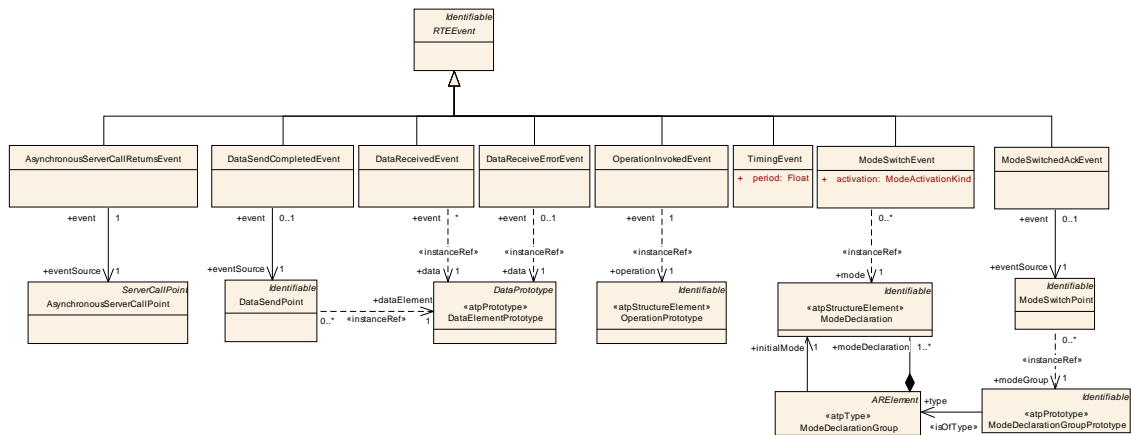 Identifiable
RTEEvent
AsynchronousServerCallReturnsEvent
DataSendCompletedEvent
DataReceivedEvent
DataReceiveErrorEvent
OperationInvokedEvent
TimingEvent
+ period: Float
ModeSwitchEvent
+ activation: ModeActivationKind
ModeSwitchedAckEvent
+event 1
+event 0..1
+event *
+event 0..1
+event 1
0..*
+event 0..1
«instanceRef»
«instanceRef»
«instanceRef»
«instanceRef»
+eventSource 1
+eventSource 1
+data 1
+data 1
+operation 1
+mode 1
+eventSource 1
ServerCallPoint
AsynchronousServerCallPoint
Identifiable
DataSendPoint
+dataElement
0..*
«instanceRef»
1
DataPrototype
«atpPrototype»
DataElementPrototype
Identifiable
«atpStructureElement»
OperationPrototype
Identifiable
«atpStructureElement»
ModeDeclaration
Identifiable
ModeSwitchPoint
+initialMode 1
+modeDeclaration 1..*
0..*
«instanceRef»
+modeGroup 1
ARElement
«atpType»
ModeDeclarationGroup
+type
«isOfType»
Identifiable
«atpPrototype»
ModeDeclarationGroupPrototype